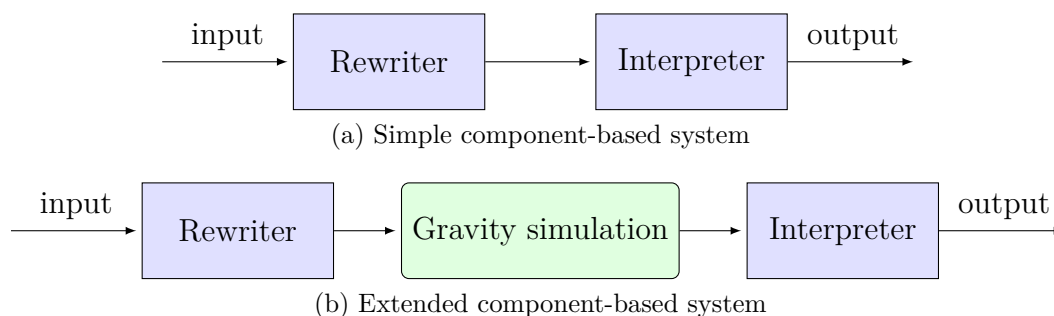 input
Rewriter
Interpreter
output
(a) Simple component-based system
input
Rewriter
Gravity simulation
Interpreter
output
(b) Extended component-based system